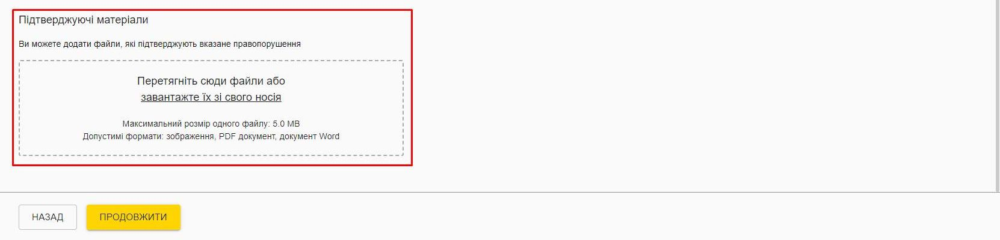 Підтверджуючі матеріали
Ви можете додати файли, які підтверджують вказане правопорушення
Перетягніть сюди файли або
завантажте їх зі свого носія
Максимальний розмір одного файлу: 5.0 MB
Допустимі формати: зображення, PDF документ, документ Word
НАЗАД
ПРОДОВЖИТИ